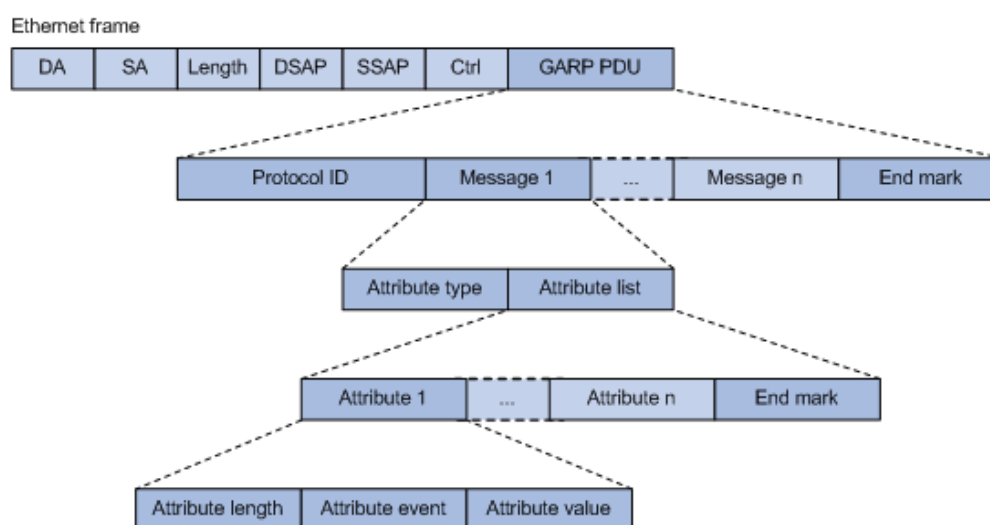 Ethernet frame
DA SA Length DSAP SSAP Ctrl GARP PDU
Protocol ID Message 1 ... Message n End mark
Attribute type Attribute list
Attribute 1 ... Attribute n End mark
Attribute length Attribute event Attribute value